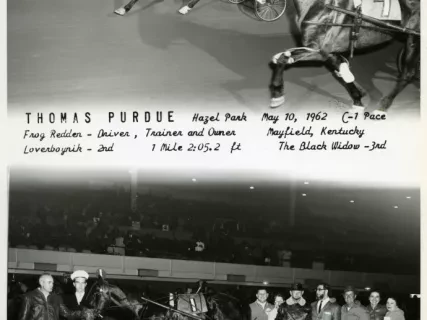 THOMAS PURDUE Hazel Park May 10, 1962 C-1 Pace
Frog Redden - Driver, Trainer and Owner Mayfield, Kentucky
Loverboynik - 2nd 1 Mile 2:05.2 ft The Black Widow - 3rd